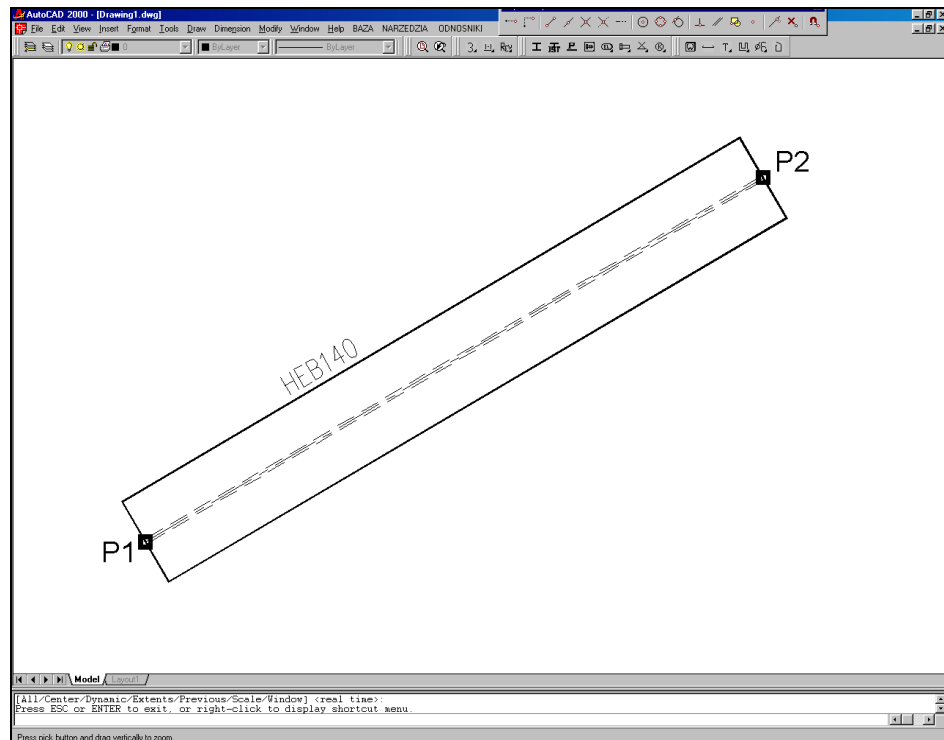 AutoCAD 2000 - [Drawing1.dwg]
File Edit View Insert Format Tools Draw Dimension Modify Window Help BAZA NARZEDZIA ODNOSNIKI
0 ByLayer ByLayer
P2
HEB140
P1
Model Layout1
[All/Center/Dynamic/Extents/Previous/Scale/Window] <real time>:
Press ESC or ENTER to exit, or right-click to display shortcut menu.
Press pick button and drag vertically to zoom.